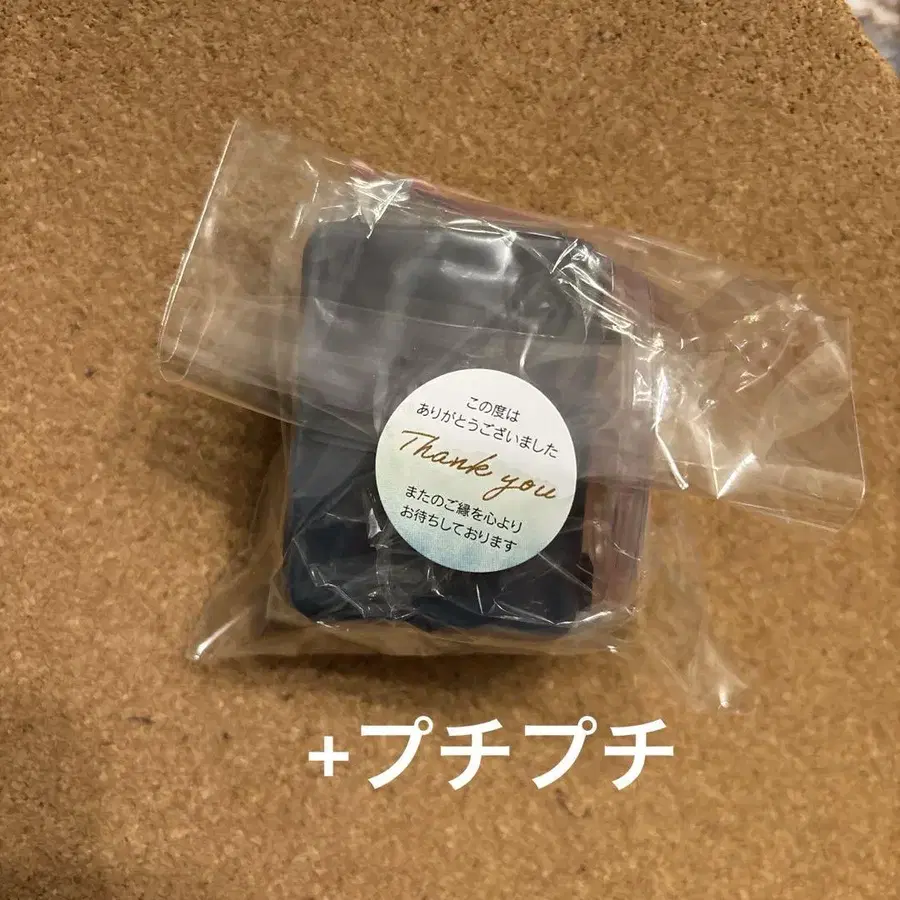 この度は
ありがとうございました
Thank you
またのご縁を心より
お待ちしております
+プチプチ